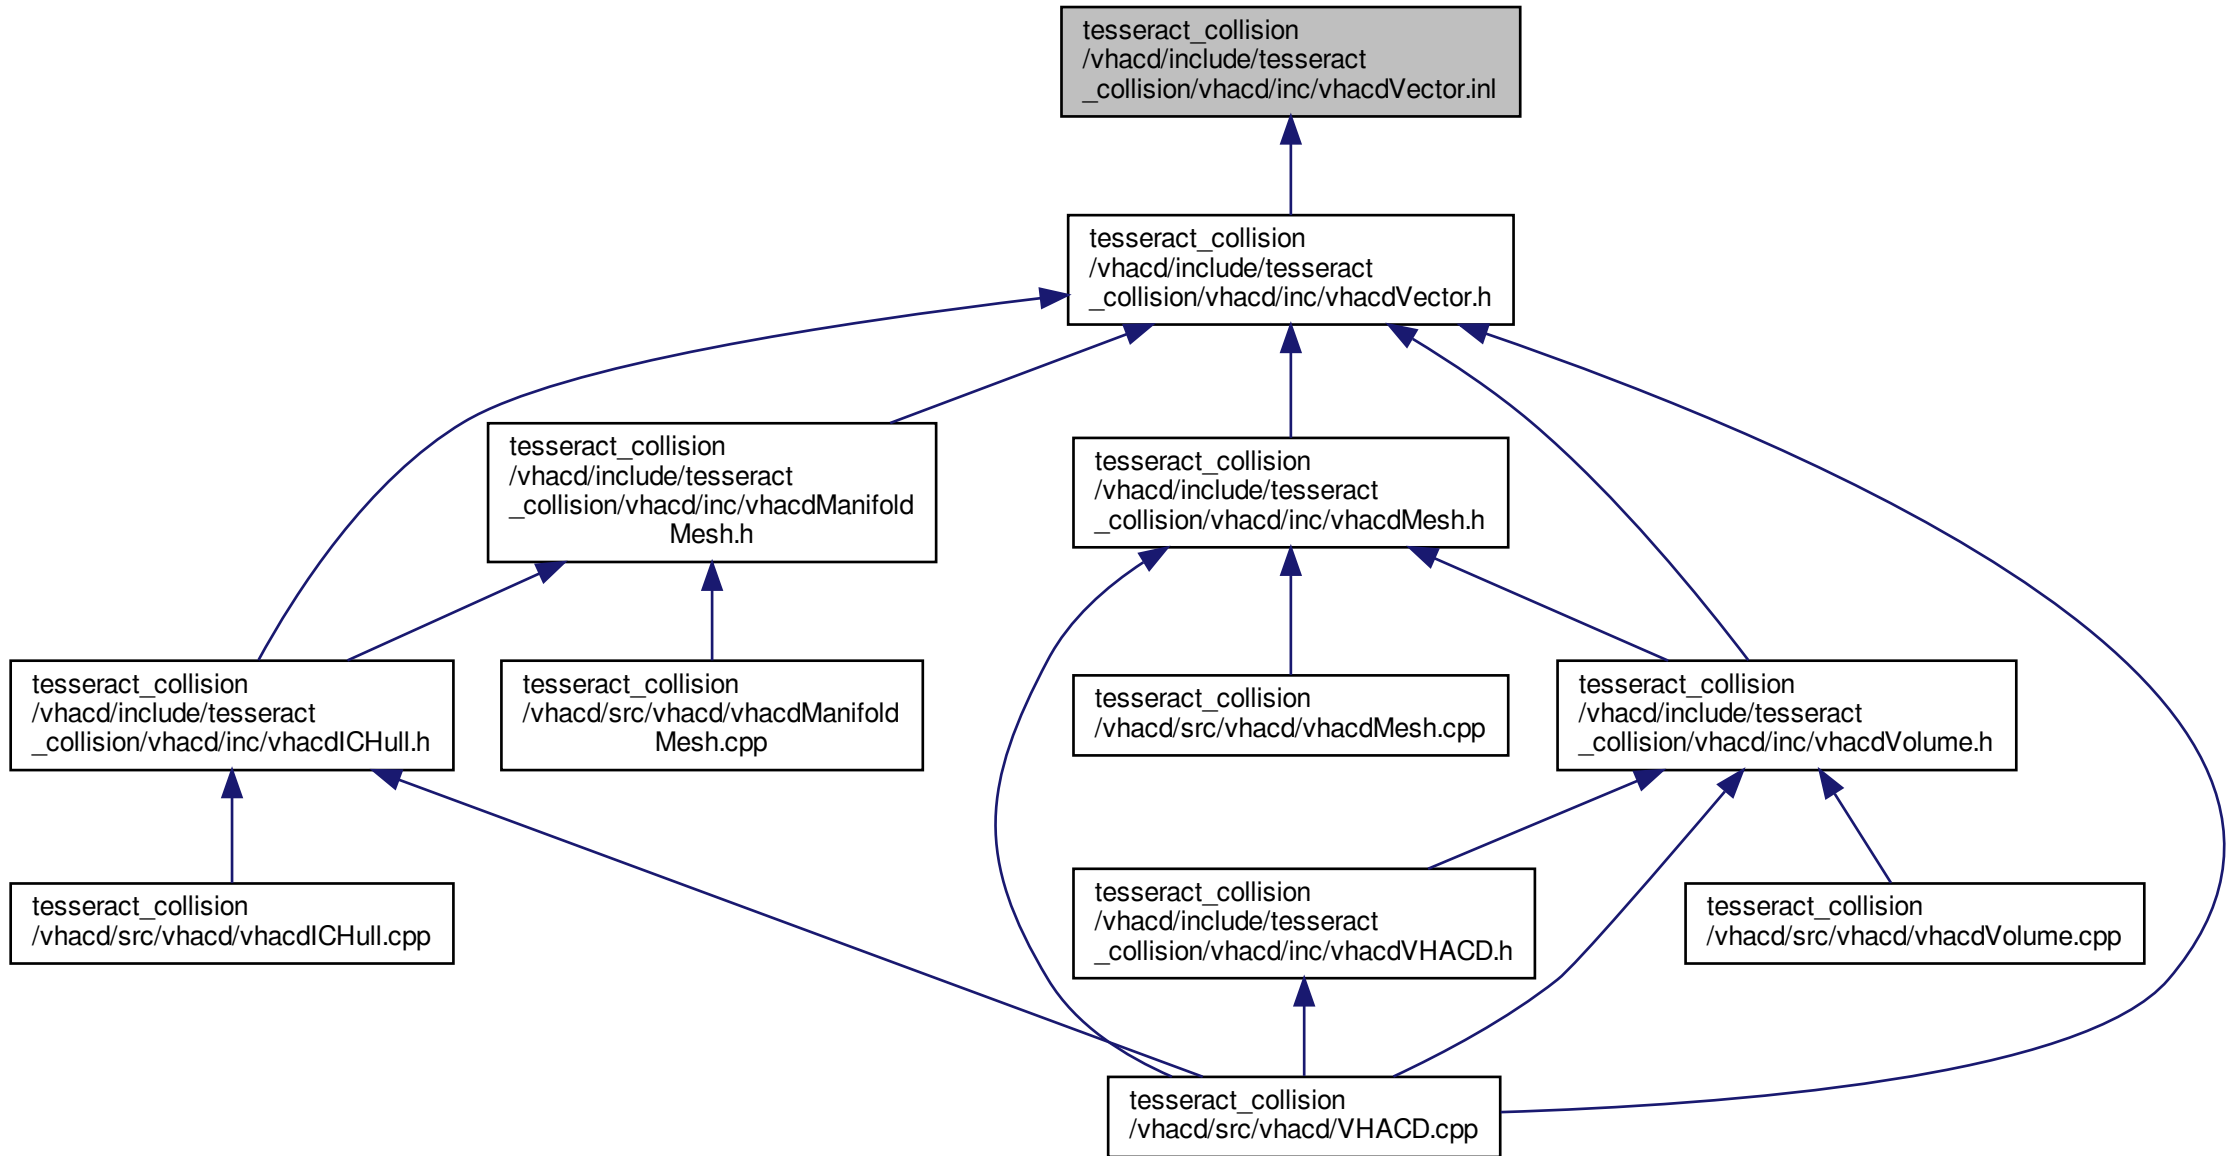 tesseract_collision
/vhacd/include/tesseract
_collision/vhacd/inc/vhacdVector.inl
tesseract_collision
/vhacd/include/tesseract
_collision/vhacd/inc/vhacdVector.h
tesseract_collision
/vhacd/include/tesseract
_collision/vhacd/inc/vhacdManifold
Mesh.h
tesseract_collision
/vhacd/include/tesseract
_collision/vhacd/inc/vhacdMesh.h
tesseract_collision
/vhacd/include/tesseract
_collision/vhacd/inc/vhacdICHull.h
tesseract_collision
/vhacd/src/vhacd/vhacdManifold
Mesh.cpp
tesseract_collision
/vhacd/src/vhacd/vhacdMesh.cpp
tesseract_collision
/vhacd/include/tesseract
_collision/vhacd/inc/vhacdVolume.h
tesseract_collision
/vhacd/src/vhacd/vhacdICHull.cpp
tesseract_collision
/vhacd/include/tesseract
_collision/vhacd/inc/vhacdVHACD.h
tesseract_collision
/vhacd/src/vhacd/vhacdVolume.cpp
tesseract_collision
/vhacd/src/vhacd/VHACD.cpp